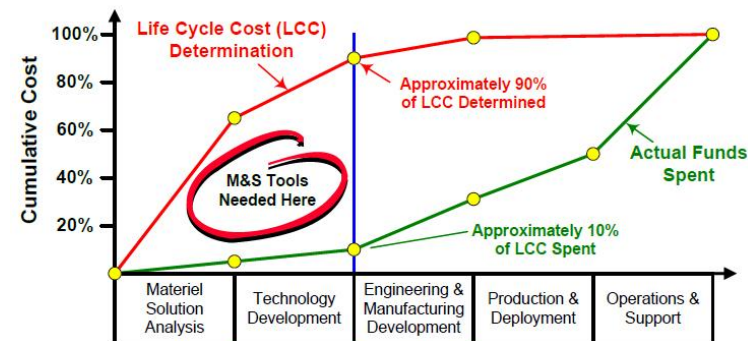 100%
80%
60%
40%
20%
Cumulative Cost
Life Cycle Cost (LCC)
Determination
Approximately 90%
of LCC Determined
M&S Tools
Needed Here
Actual Funds
Spent
Approximately 10%
of LCC Spent
Materiel
Solution
Analysis
Technology
Development
Engineering &
Manufacturing
Development
Production &
Deployment
Operations &
Support